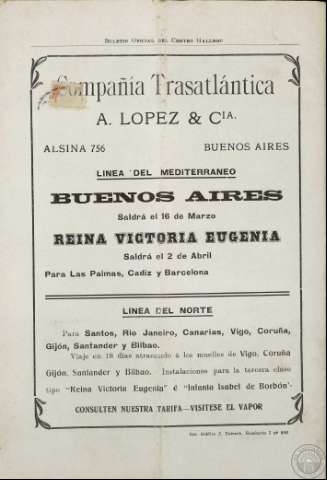 BOLETIN OFICIAL DEL CENTRO GALLEGO
Compañía Trasatlántica
A. LOPEZ & CIA.
ALSINA 756 BUENOS AIRES
LINEA DEL MEDITERRANEO
BUENOS AIRES
Saldrá el 16 de Marzo
REINA VICTORIA EUGENIA
Saldrá el 2 de Abril
Para Las Palmas, Cadiz y Barcelona
LINEA DEL NORTE
Para Santos, Rio Janeiro, Canarias, Vigo, Coruña,
Gijón, Santander y Bilbao.
Viaje en 18 dias atracando á los muelles de Vigo, Coruña
Gijón, Santander y Bilbao. Instalaciones para la tercera clase
tipo "Reina Victoria Eugenia" é "Infanta Isabel de Borbón".
CONSULTEN NUESTRA TARIFA—VISITESE EL VAPOR